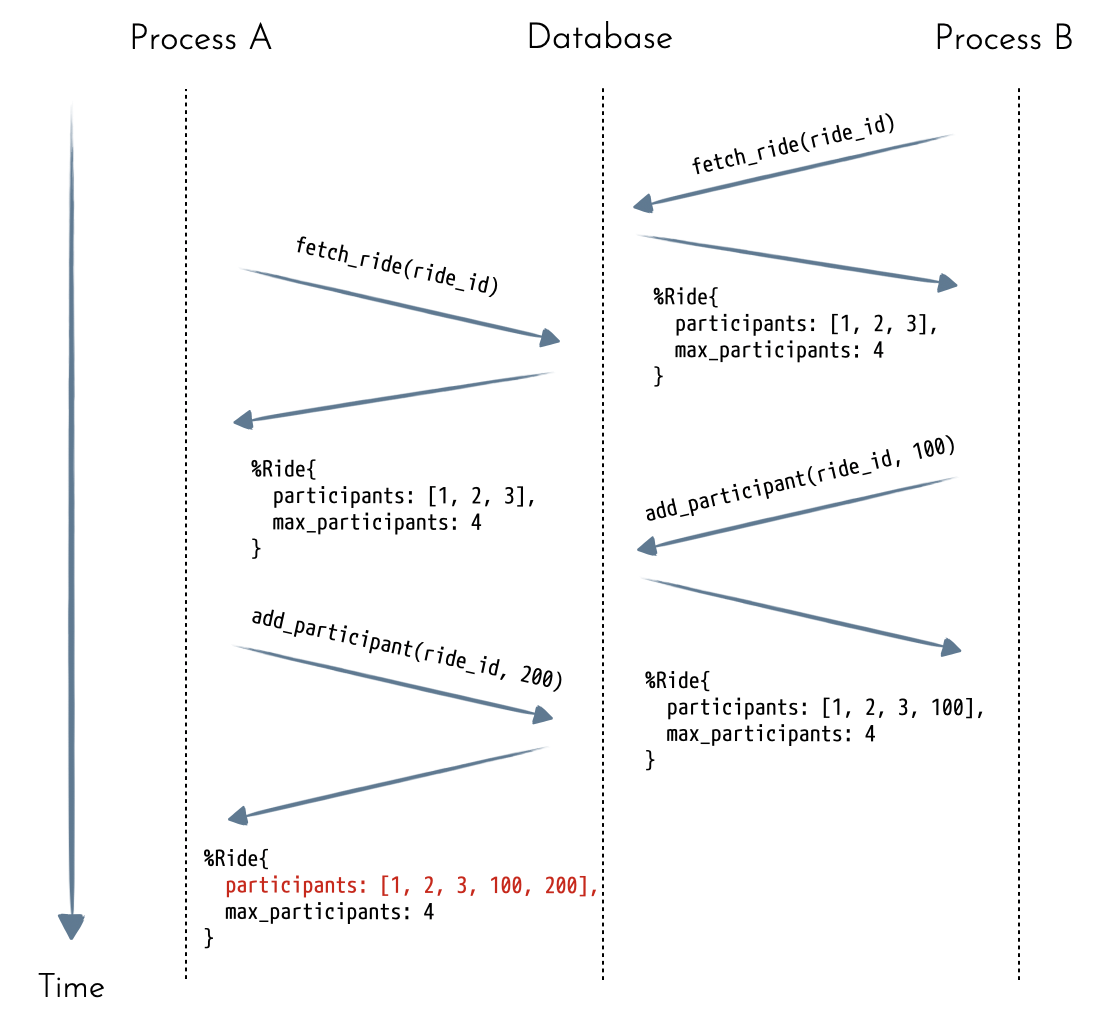 Process A
Database
Process B
fetch_ride(ride_id)
fetch_ride(ride_id)
%Ride{
  participants: [1, 2, 3],
  max_participants: 4
}
%Ride{
  participants: [1, 2, 3],
  max_participants: 4
}
add_participant(ride_id, 100)
add_participant(ride_id, 200)
%Ride{
  participants: [1, 2, 3, 100],
  max_participants: 4
}
%Ride{
  participants: [1, 2, 3, 100, 200],
  max_participants: 4
}
Time